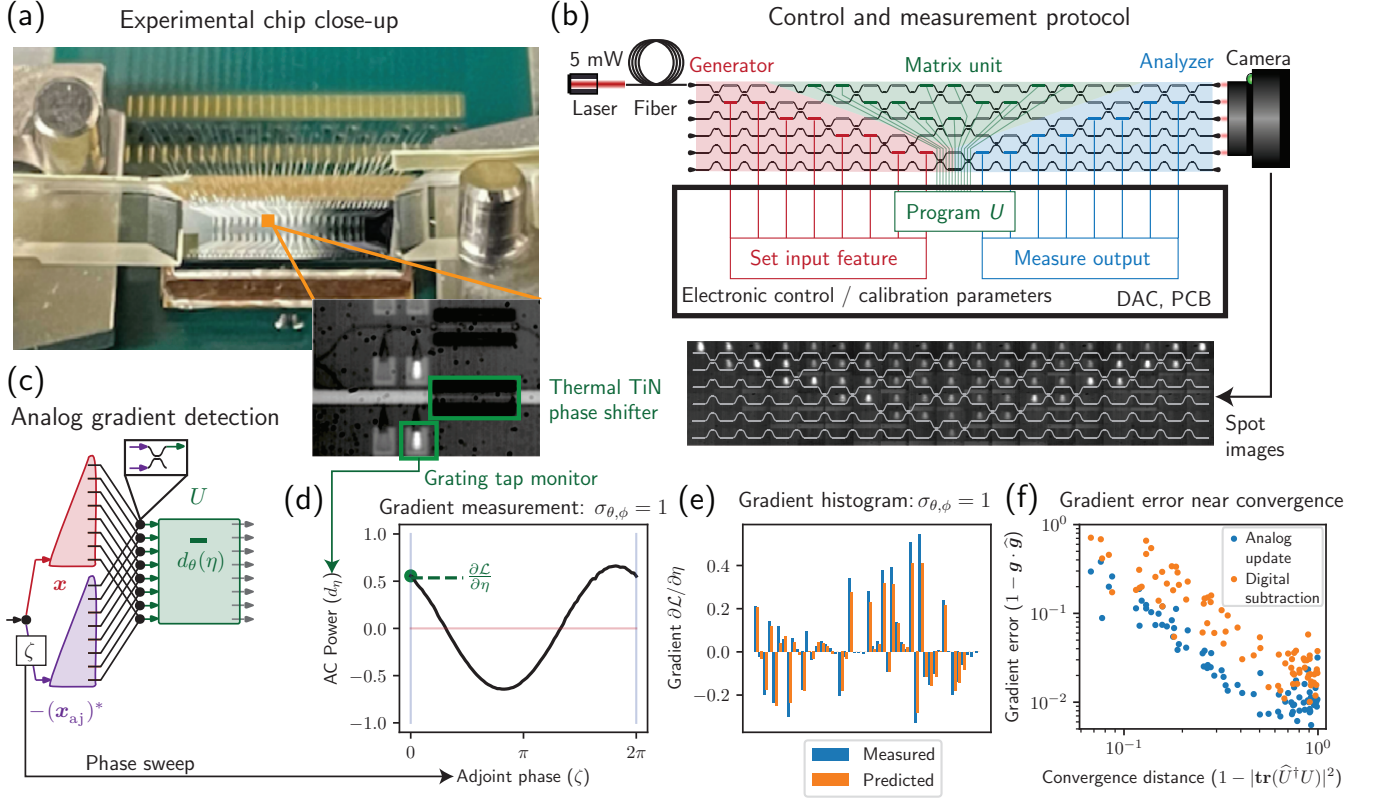 (a) Experimental chip close-up
(b) Control and measurement protocol
5 mW
Laser
Fiber
Generator
Matrix unit
Analyzer
Camera
Program U
Set input feature
Measure output
Electronic control / calibration parameters
DAC, PCB
Thermal TiN
phase shifter
Grating tap monitor
Spot
images
(c)
Analog gradient detection
U
d_θ(η)
x
ζ
−(x_aj)*
Phase sweep
(d)
Gradient measurement: σ_θ,ϕ = 1
AC Power (d_η)
1.0
0.5
0.0
−0.5
−1.0
∂ℒ/∂η
0
π
2π
Adjoint phase (ζ)
(e)
Gradient histogram: σ_θ,ϕ = 1
Gradient ∂ℒ/∂η
0.4
0.2
0.0
−0.2
Measured
Predicted
(f)
Gradient error near convergence
Gradient error (1 − g · ĝ)
10⁰
10⁻¹
10⁻²
Analog
update
Digital
subtraction
10⁻¹
10⁰
Convergence distance (1 − |tr(Û†U)|²)